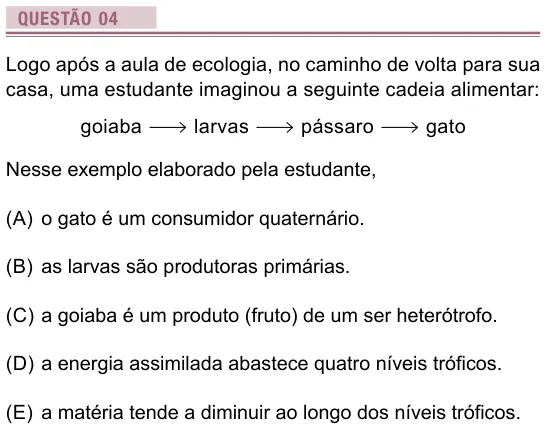 QUESTÃO 04
Logo após a aula de ecologia, no caminho de volta para sua
casa, uma estudante imaginou a seguinte cadeia alimentar:
goiaba → larvas → pássaro → gato
Nesse exemplo elaborado pela estudante,
(A) o gato é um consumidor quaternário.
(B) as larvas são produtoras primárias.
(C) a goiaba é um produto (fruto) de um ser heterótrofo.
(D) a energia assimilada abastece quatro níveis tróficos.
(E) a matéria tende a diminuir ao longo dos níveis tróficos.